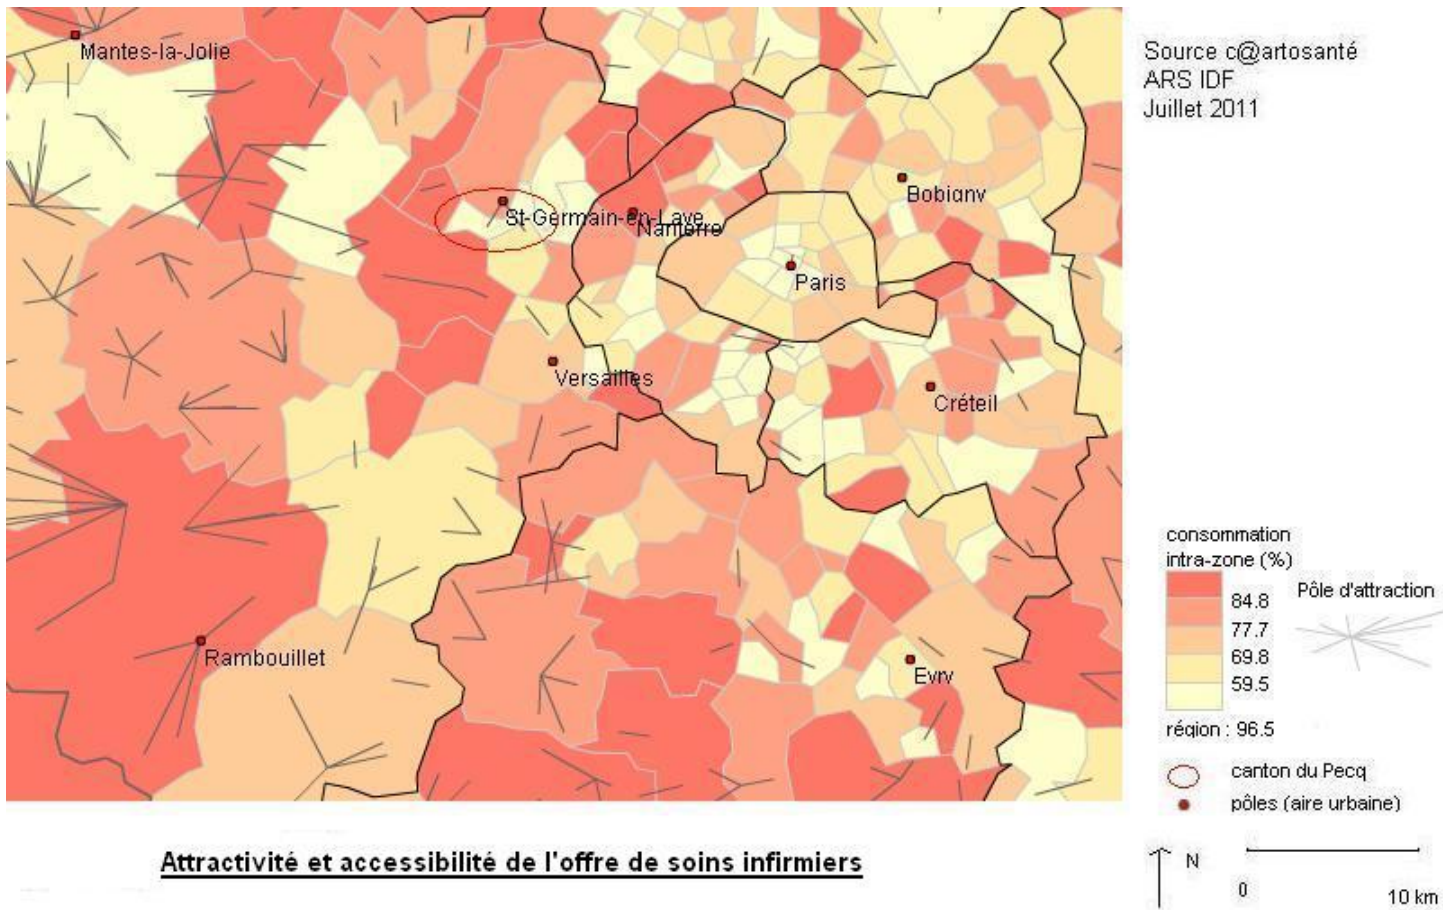 Mantes-la-Jolie
Source c@artosanté
ARS IDF
Juillet 2011
Bobigny
St-Germain-en-Laye
Nanterre
Paris
Versailles
Créteil
Rambouillet
Evry
consommation
intra-zone (%)
84.8
77.7
69.8
59.5
Pôle d'attraction
région : 96.5
canton du Pecq
pôles (aire urbaine)
N
0
10 km
Attractivité et accessibilité de l'offre de soins infirmiers